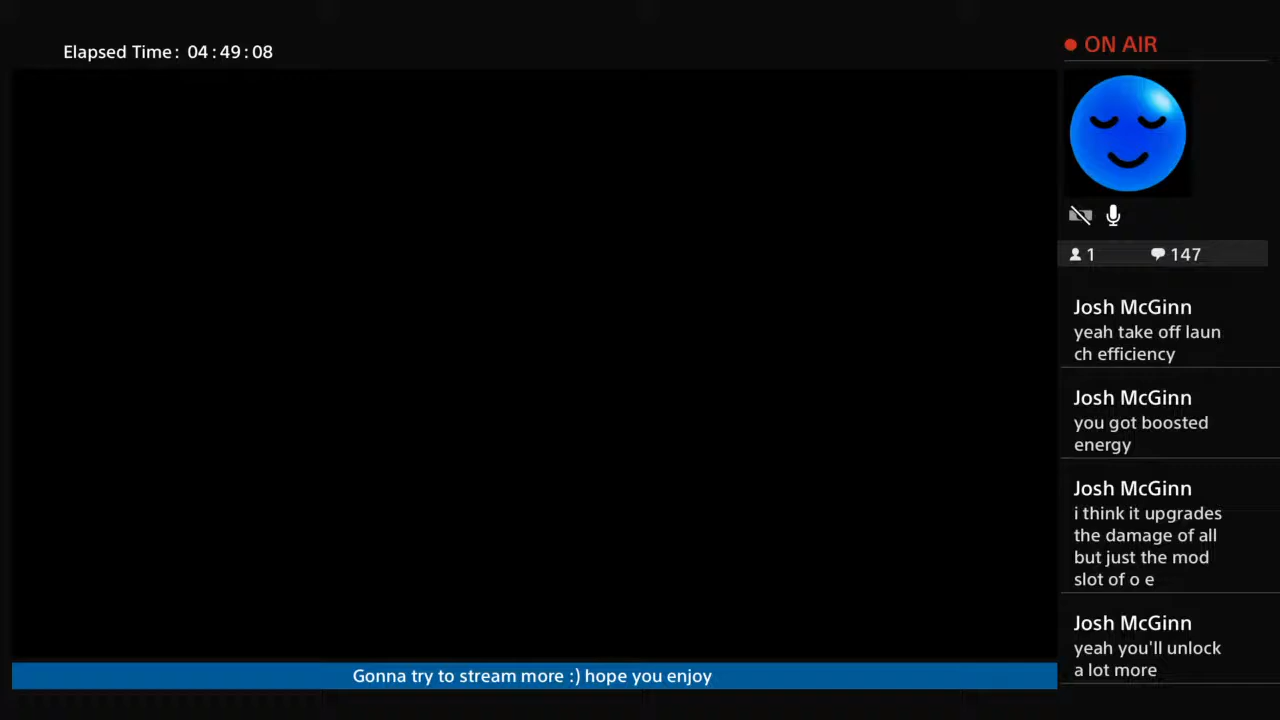 Elapsed Time: 04:49:08
ON AIR
1 147
Josh McGinn
yeah take off laun
ch efficiency
Josh McGinn
you got boosted
energy
Josh McGinn
i think it upgrades
the damage of all
but just the mod
slot of o e
Josh McGinn
yeah you'll unlock
a lot more
Gonna try to stream more :) hope you enjoy